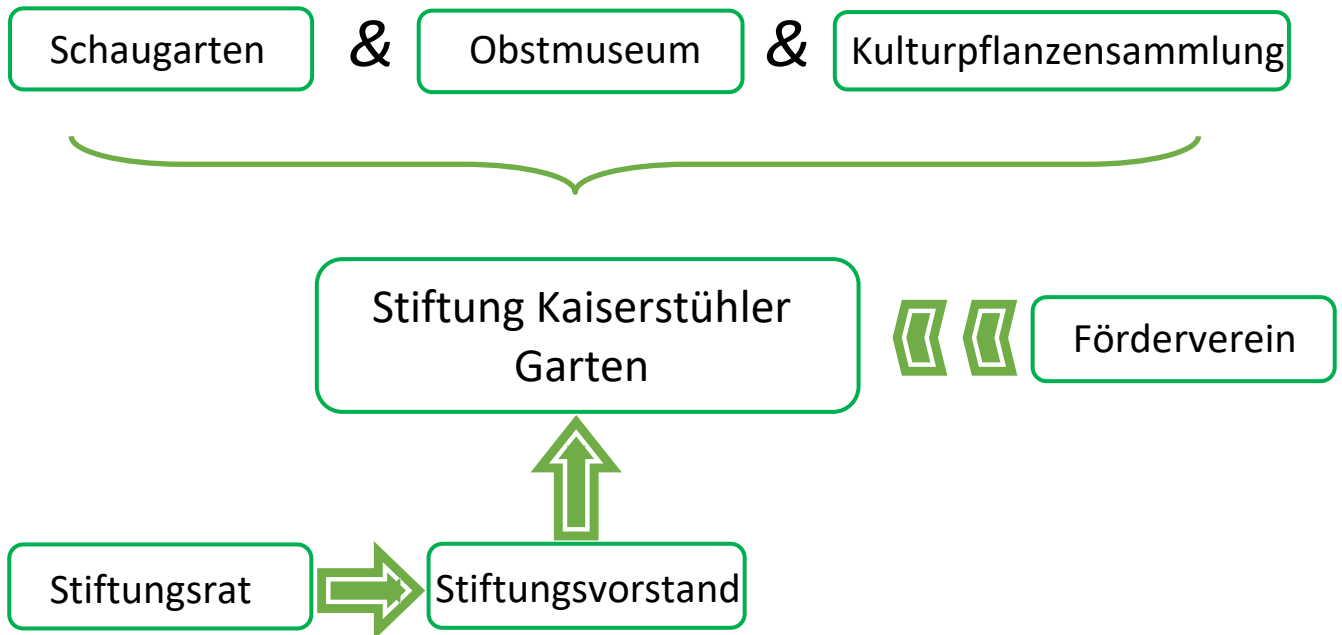 Schaugarten & Obstmuseum & Kulturpflanzensammlung
Stiftung Kaiserstühler
Garten
Förderverein
Stiftungsrat
Stiftungsvorstand